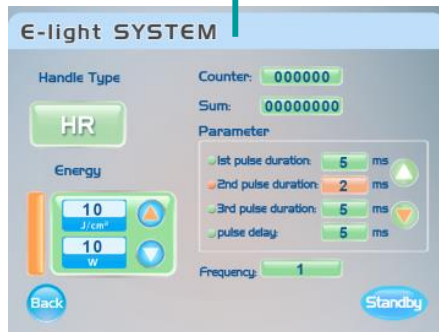 E-light SYSTEM
Handle Type
HR
Energy
10
J/cm²
10
W
Back
Counter: 000000
Sum: 00000000
Parameter
1st pulse duration: 5 ms
2nd pulse duration: 2 ms
3rd pulse duration: 5 ms
pulse delay: 5 ms
Frequency: 1
Standby